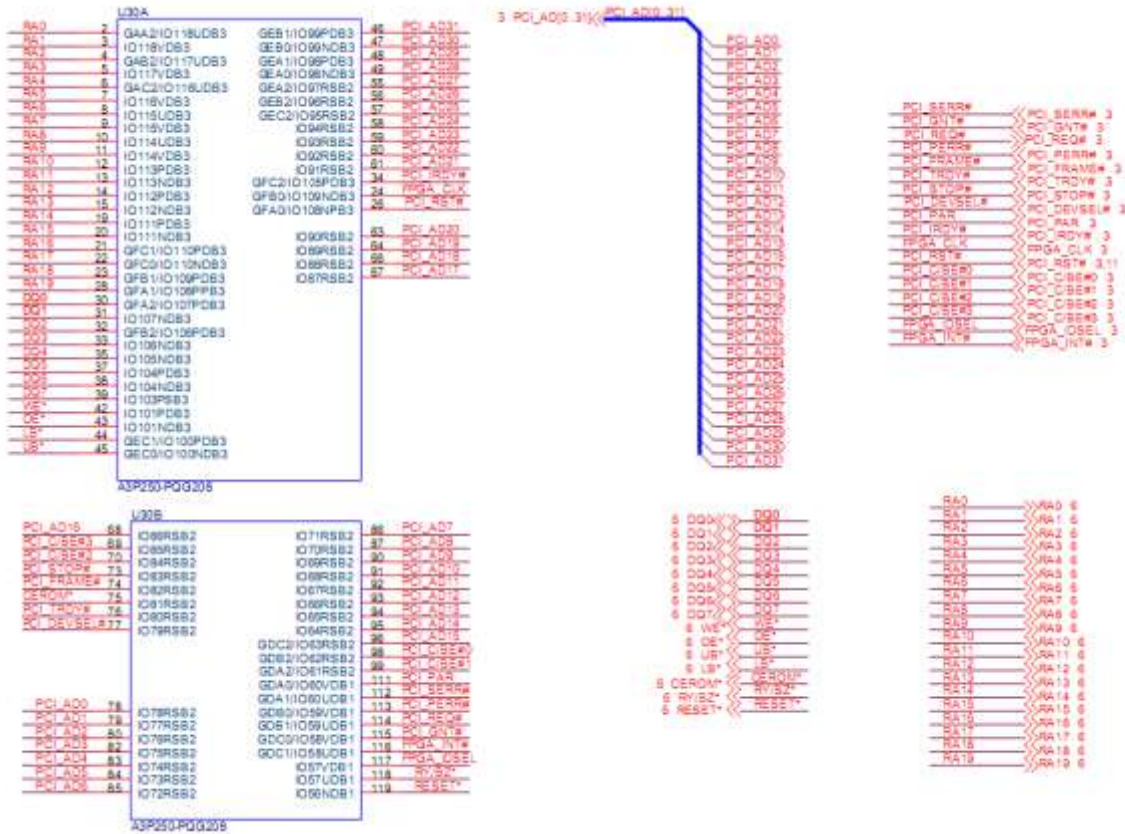 U30A
RA0 2 GAA2/IO118UDB3
RA1 3 IO118VDB3
RA2 4 GAB2/IO117UDB3
RA3 5 IO117VDB3
RA4 6 GAC2/IO116UDB3
RA5 7 IO116VDB3
RA6 8 IO115UDB3
RA7 9 IO115VDB3
RA8 10 IO114UDB3
RA9 11 IO114VDB3
RA10 12 IO113PDB3
RA11 13 IO113NDB3
RA12 14 IO112PDB3
RA13 15 IO112NDB3
RA14 19 IO111PDB3
RA15 20 IO111NDB3
RA16 21 GFC1/IO110PDB3
RA17 22 GFC0/IO110NDB3
RA18 23 GFB1/IO109PDB3
RA19 28
DQ0 30 GFA2/IO107PDB3
DQ1 31 IO107NDB3
DQ2 32 GFB2/IO106PDB3
DQ3 33 IO106NDB3
DQ4 35 IO105NDB3
DQ5 37 IO104PDB3
DQ6 38 IO104NDB3
DQ7 39 IO103PSB3
WE* 42 IO101PDB3
OE* 43 IO101NDB3
LB* 44 GEC1/IO100PDB3
UB* 45 GEC0/IO100NDB3
GEB1/IO99PDB3 46 PCI_AD31
GEB0/IO99NDB3 47
GEA1/IO98PDB3 48
GEA0/IO98NDB3 49
GEA2/IO97RSB2 55
GEB2/IO96RSB2 56
GEC2/IO95RSB2 57
IO94RSB2 58
IO93RSB2 59
IO92RSB2 60
IO91RSB2 61
GFC2/IO105PDB3 34 PCI_IRDY#
GFB0/IO109NDB3 24 FPGA_CLK
GFA0/IO108NPB3 26 PCI_RST#
IO90RSB2 63 PCI_AD20
IO89RSB2 64 PCI_AD19
IO88RSB2 66 PCI_AD18
IO87RSB2 67 PCI_AD17
A3P250-PQG208
3 PCI_AD[0..31] PCI_AD[0..31]
PCI_AD0
PCI_AD1
PCI_AD2
PCI_AD3
PCI_AD4
PCI_AD5
PCI_AD6
PCI_AD7
PCI_AD8
PCI_AD9
PCI_AD10
PCI_AD11
PCI_AD12
PCI_AD13
PCI_AD14
PCI_AD15
PCI_AD16
PCI_AD17
PCI_AD18
PCI_AD19
PCI_AD20
PCI_AD21
PCI_AD22
PCI_AD23
PCI_AD24
PCI_AD25
PCI_AD26
PCI_AD27
PCI_AD28
PCI_AD29
PCI_AD30
PCI_AD31
PCI_SERR# PCI_SERR# 3
PCI_GNT# PCI_GNT# 3
PCI_REQ# PCI_REQ# 3
PCI_PERR# PCI_PERR# 3
PCI_FRAME# PCI_FRAME# 3
PCI_TRDY# PCI_TRDY# 3
PCI_STOP# PCI_STOP# 3
PCI_DEVSEL# PCI_DEVSEL# 3
PCI_PAR PCI_PAR 3
PCI_IRDY# PCI_IRDY# 3
FPGA_CLK FPGA_CLK 3
PCI_RST# PCI_RST# 3,11
PCI_C/BE#0 PCI_C/BE#0 3
PCI_C/BE#1 PCI_C/BE#1 3
PCI_C/BE#2 PCI_C/BE#2 3
PCI_C/BE#3 PCI_C/BE#3 3
FPGA_INT# FPGA_INT# 3
U30B
PCI_AD16 68 IO86RSB2
PCI_C/BE#3 69 IO85RSB2
PCI_C/BE#2 70 IO84RSB2
PCI_STOP# 73 IO83RSB2
PCI_FRAME# 74 IO82RSB2
CEROM* 75 IO81RSB2
PCI_TRDY# 76 IO80RSB2
PCI_DEVSEL# 77 IO79RSB2
PCI_AD0 78 IO78RSB2
PCI_AD1 79 IO77RSB2
PCI_AD2 80 IO76RSB2
PCI_AD3 82 IO75RSB2
PCI_AD4 83 IO74RSB2
PCI_AD5 84 IO73RSB2
PCI_AD6 85 IO72RSB2
IO71RSB2 86 PCI_AD7
IO70RSB2 87 PCI_AD8
IO69RSB2 90 PCI_AD9
IO68RSB2 91 PCI_AD10
IO67RSB2 92 PCI_AD11
IO66RSB2 93 PCI_AD12
IO65RSB2 94 PCI_AD13
IO64RSB2 95 PCI_AD14
GDC2/IO63RSB2 96 PCI_AD15
GDB2/IO62RSB2 98 PCI_C/BE#0
GDA2/IO61RSB2 99 PCI_C/BE#1
GDA0/IO60VDB1 111 PCI_PAR
GDA1/IO60UDB1 112 PCI_SERR#
GDB0/IO59VDB1 113 PCI_PERR#
GDB1/IO59UDB1 114 PCI_REQ#
GDC0/IO58VDB1 115 PCI_GNT#
GDC1/IO58UDB1 116 FPGA_INT#
IO57VDB1 117
IO57UDB1 118 RY/BZ*
IO56NDB1 119 RESET*
A3P250-PQG208
6 DQ0 DQ0
6 DQ1 DQ1
6 DQ2 DQ2
6 DQ3 DQ3
6 DQ4 DQ4
6 DQ5 DQ5
6 DQ6 DQ6
6 DQ7 DQ7
6 WE* WE*
6 OE* OE*
6 UB* UB*
6 LB* LB*
6 CEROM* CEROM*
6 RY/BZ* RY/BZ*
6 RESET* RESET*
RA0 RA0 6
RA1 RA1 6
RA2 RA2 6
RA3 RA3 6
RA4 RA4 6
RA5 RA5 6
RA6 RA6 6
RA7 RA7 6
RA8 RA8 6
RA9 RA9 6
RA10 RA10 6
RA11 RA11 6
RA12 RA12 6
RA13 RA13 6
RA14 RA14 6
RA15 RA15 6
RA16 RA16 6
RA17 RA17 6
RA18 RA18 6
RA19 RA19 6